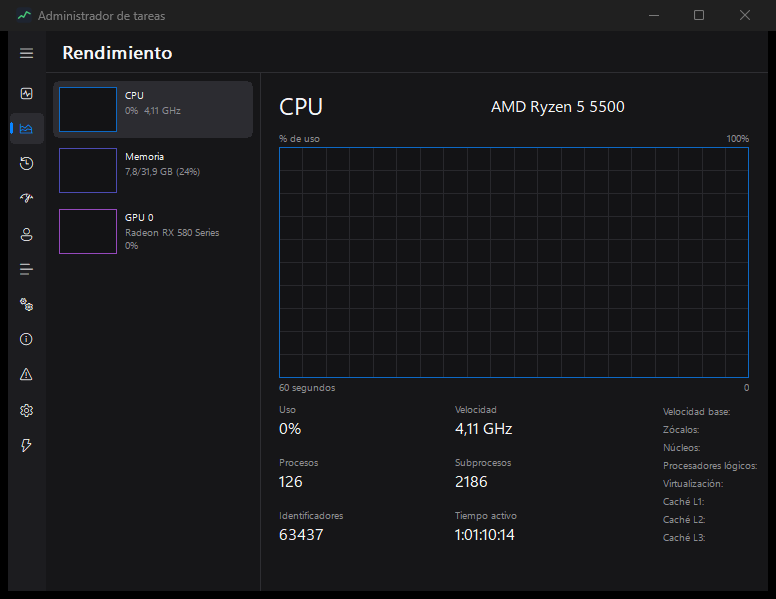 Administrador de tareas
Rendimiento
CPU
0% 4,11 GHz
Memoria
7,8/31,9 GB (24%)
GPU 0
Radeon RX 580 Series
0%
CPU
AMD Ryzen 5 5500
% de uso
100%
60 segundos
0
Uso
Velocidad
0%
4,11 GHz
Procesos
Subprocesos
126
2186
Identificadores
Tiempo activo
63437
1:01:10:14
Velocidad base:
Zócalos:
Núcleos:
Procesadores lógicos:
Virtualización:
Caché L1:
Caché L2:
Caché L3: